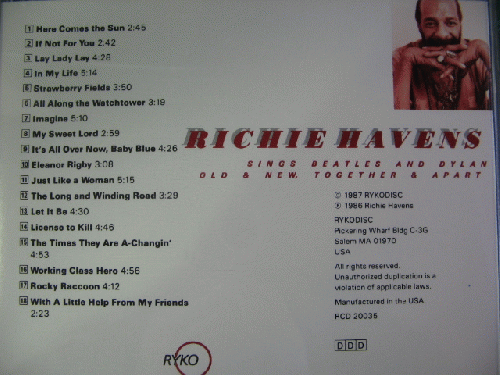 1 Here Comes the Sun 2:45
2 If Not For You 2:42
3 Lay Lady Lay 4:26
4 In My Life 5:14
5 Strawberry Fields 3:50
6 All Along the Watchtower 3:19
7 Imagine 5:10
8 My Sweet Lord 2:59
9 It's All Over Now, Baby Blue 4:26
10 Eleanor Rigby 3:08
11 Just Like a Woman 5:15
12 The Long and Winding Road 3:29
13 Let It Be 4:30
14 License to Kill 4:46
15 The Times They Are A-Changin'
4:53
16 Working Class Hero 4:56
17 Rocky Raccoon 4:12
18 With A Little Help From My Friends
2:23
RICHIE HAVENS
SINGS BEATLES AND DYLAN
OLD & NEW, TOGETHER & APART
© 1987 RYKODISC
℗ 1986 Richie Havens
RYKODISC
Pickering Wharf Bldg C-3G
Salem MA 01970
USA
All rights reserved.
Unauthorized duplication is a
violation of applicable laws.
Manufactured in the USA
RCD 20035
DDD
RYKO